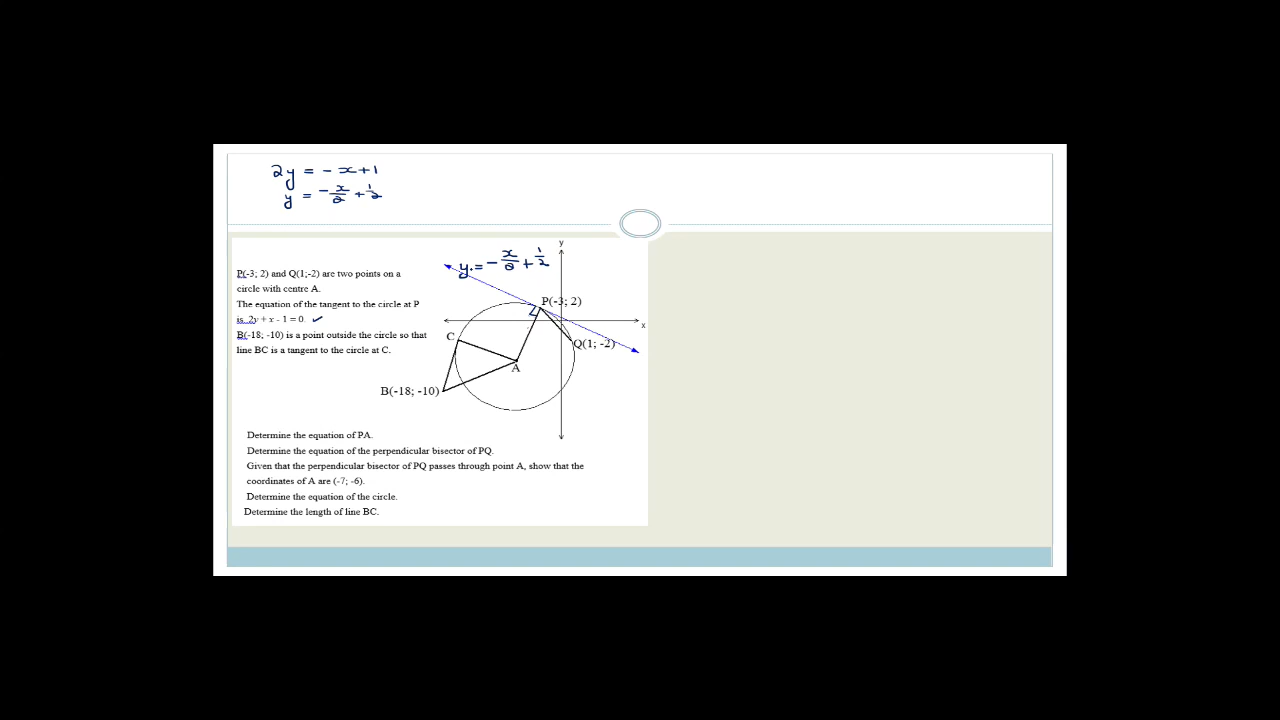 2y = -x+1
y = -x/2 + 1/2
y = -x/2 + 1/2
y
P(-3; 2) and Q(1;-2) are two points on a
circle with centre A.
The equation of the tangent to the circle at P
is 2y + x - 1 = 0. ✓
B(-18; -10) is a point outside the circle so that
line BC is a tangent to the circle at C.
P(-3; 2)
x
C
Q(1; -2)
A
B(-18; -10)
Determine the equation of PA.
Determine the equation of the perpendicular bisector of PQ.
Given that the perpendicular bisector of PQ passes through point A, show that the
coordinates of A are (-7; -6).
Determine the equation of the circle.
Determine the length of line BC.